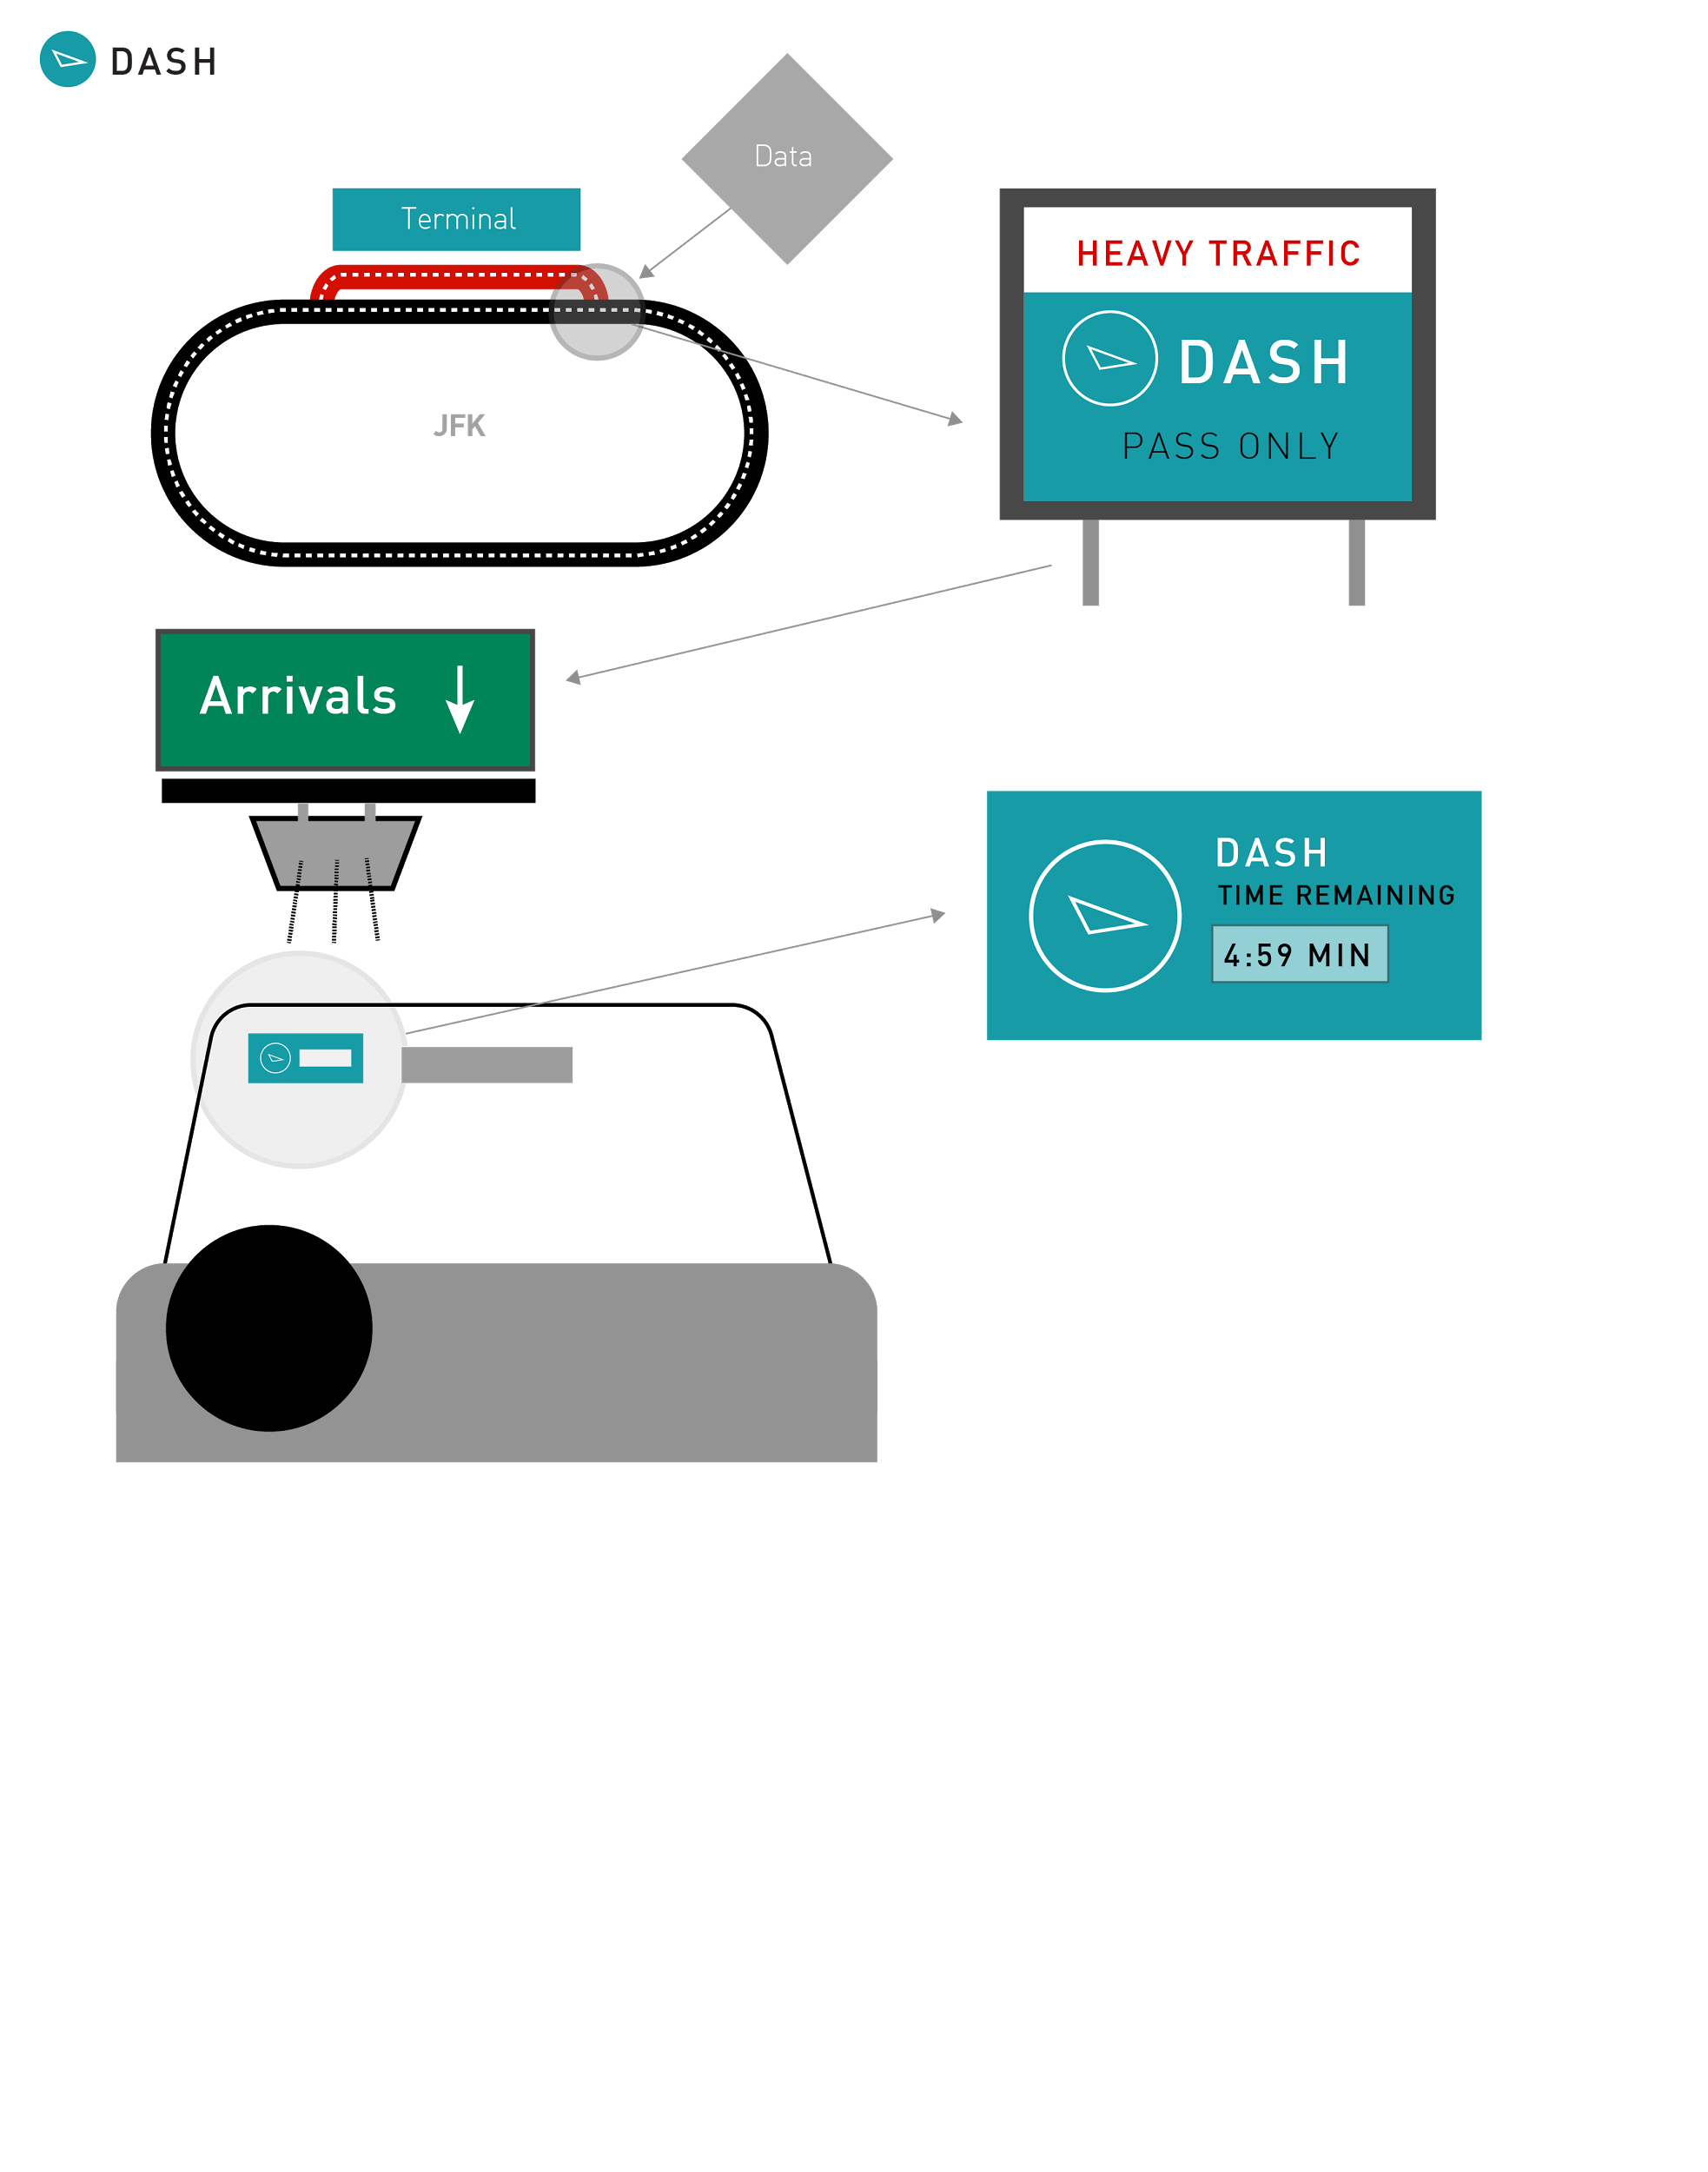 DASH
Data
Terminal
HEAVY TRAFFIC
DASH
PASS ONLY
JFK
Arrivals
DASH
TIME REMAINING
4:59 MIN